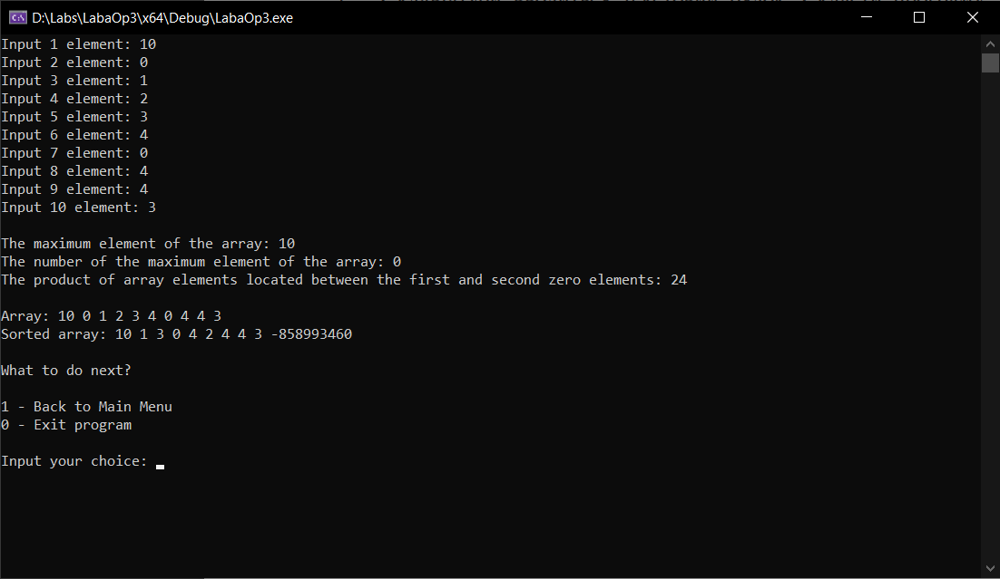 D:\Labs\LabaOp3\x64\Debug\LabaOp3.exe
Input 1 element: 10
Input 2 element: 0
Input 3 element: 1
Input 4 element: 2
Input 5 element: 3
Input 6 element: 4
Input 7 element: 0
Input 8 element: 4
Input 9 element: 4
Input 10 element: 3
The maximum element of the array: 10
The number of the maximum element of the array: 0
The product of array elements located between the first and second zero elements: 24
Array: 10 0 1 2 3 4 0 4 4 3
Sorted array: 10 1 3 0 4 2 4 4 3 -858993460
What to do next?
1 - Back to Main Menu
0 - Exit program
Input your choice: